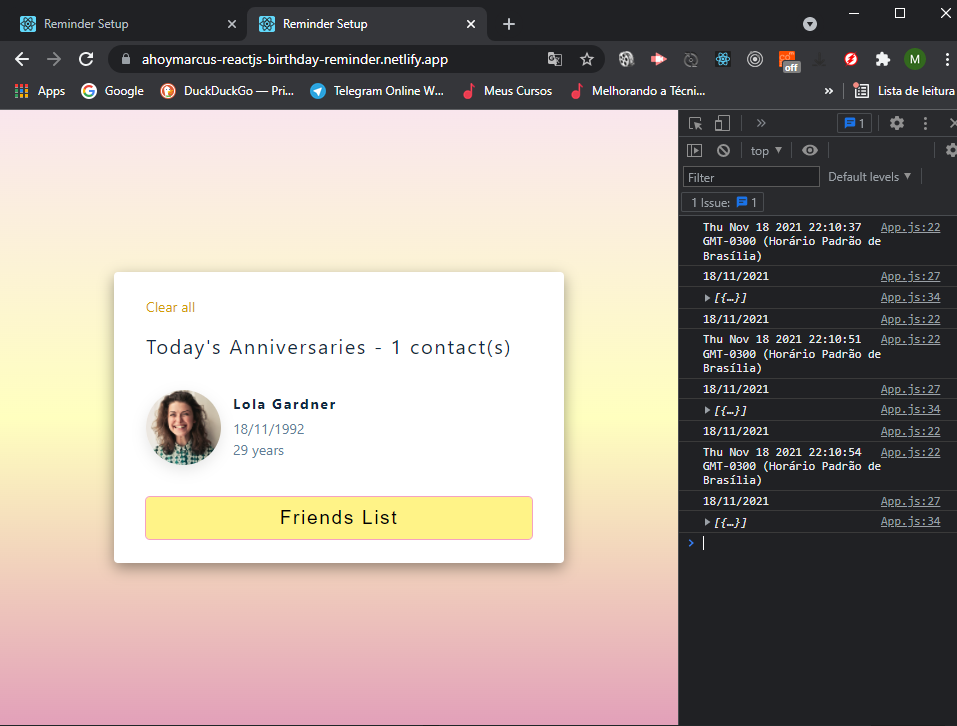 Reminder Setup
Reminder Setup
ahoymarcus-reactjs-birthday-reminder.netlify.app
off
M
Apps
Google
DuckDuckGo — Pri...
Telegram Online W...
Meus Cursos
Melhorando a Técni...
»
Lista de leitura
Clear all
Today's Anniversaries - 1 contact(s)
Lola Gardner
18/11/1992
29 years
Friends List
» 1
top ▼
Filter
Default levels ▼
1 Issue: 1
Thu Nov 18 2021 22:10:37 App.js:22
GMT-0300 (Horário Padrão de
Brasília)
18/11/2021 App.js:27
▶ [{…}] App.js:34
18/11/2021 App.js:22
Thu Nov 18 2021 22:10:51 App.js:22
GMT-0300 (Horário Padrão de
Brasília)
18/11/2021 App.js:27
▶ [{…}] App.js:34
18/11/2021 App.js:22
Thu Nov 18 2021 22:10:54 App.js:22
GMT-0300 (Horário Padrão de
Brasília)
18/11/2021 App.js:27
▶ [{…}] App.js:34
>